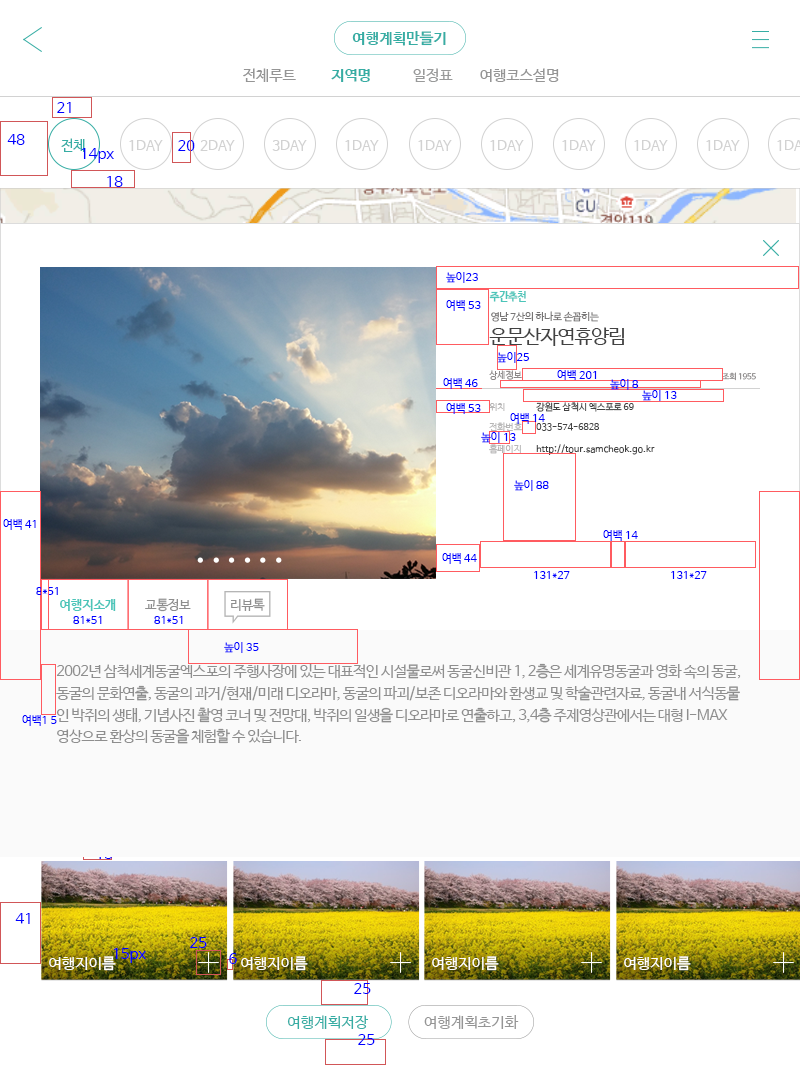 여행계획만들기
전체루트 지역명 일정표 여행코스설명
21
48
전체 1DAY 20 2DAY 3DAY 1DAY 1DAY 1DAY 1DAY 1DAY 1DAY 1DA
14px
18
CU
경안119
높이23
주간추천
여백 53
영남 7산의 하나로 손꼽히는
운문산자연휴양림
높이25
상세정보 여백 201 조회 1955
여백 46 높이 8
높이 13
여백 53 위치 강원도 삼척시 엑스포로 69
여백 14
전화번호 033-574-6828
높이 13
홈페이지 http://tour.samcheok.go.kr
높이 88
여백 41
여백 14
여백 44
131*27 131*27
8*51
여행지소개 교통정보 리뷰톡
81*51 81*51
높이 35
2002년 삼척세계동굴엑스포의 주행사장에 있는 대표적인 시설물로써 동굴신비관 1, 2층은 세계유명동굴과 영화 속의 동굴,
동굴의 문화연출, 동굴의 과거/현재/미래 디오라마, 동굴의 파괴/보존 디오라마와 환생교 및 학술관련자료, 동굴내 서식동물
인 박쥐의 생태, 기념사진 촬영 코너 및 전망대, 박쥐의 일생을 디오라마로 연출하고, 3,4층 주제영상관에서는 대형 I-MAX
여백1 5
영상으로 환상의 동굴을 체험할 수 있습니다.
41
25
15px
6
여행지이름 여행지이름 여행지이름 여행지이름
25
여행계획저장 여행계획초기화
25